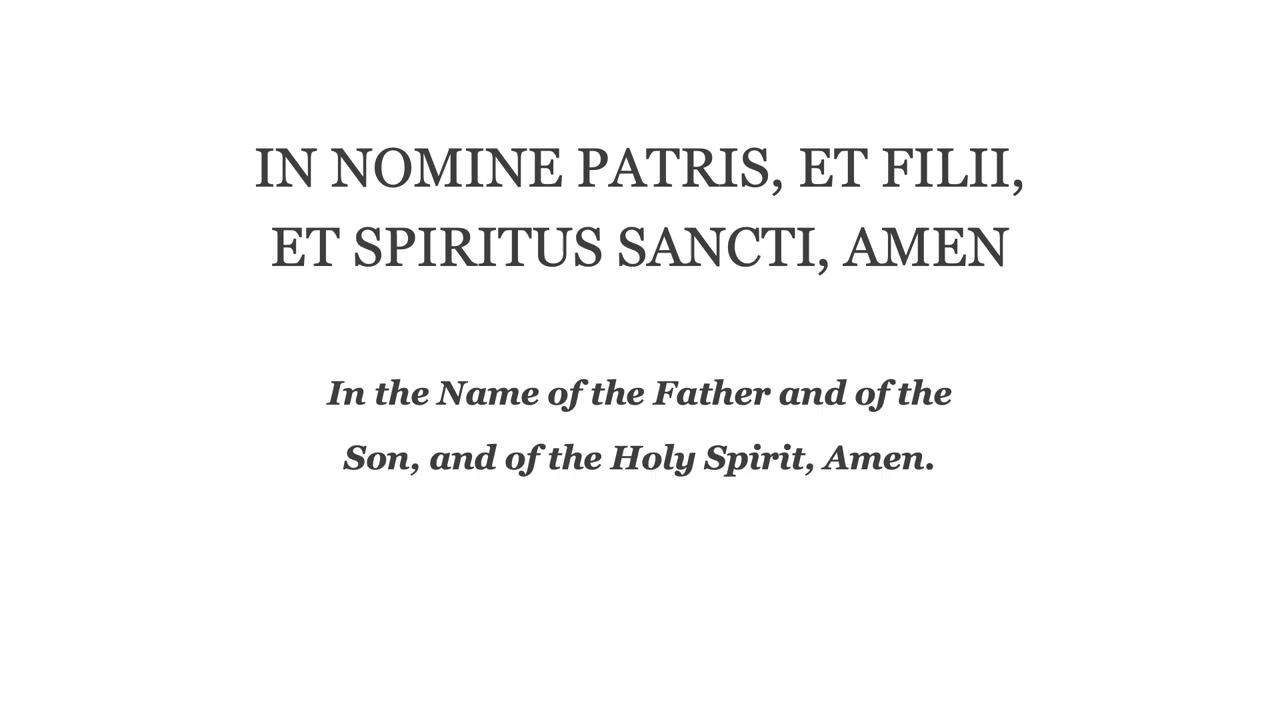 IN NOMINE PATRIS, ET FILII,
ET SPIRITUS SANCTI, AMEN
In the Name of the Father and of the
Son, and of the Holy Spirit, Amen.